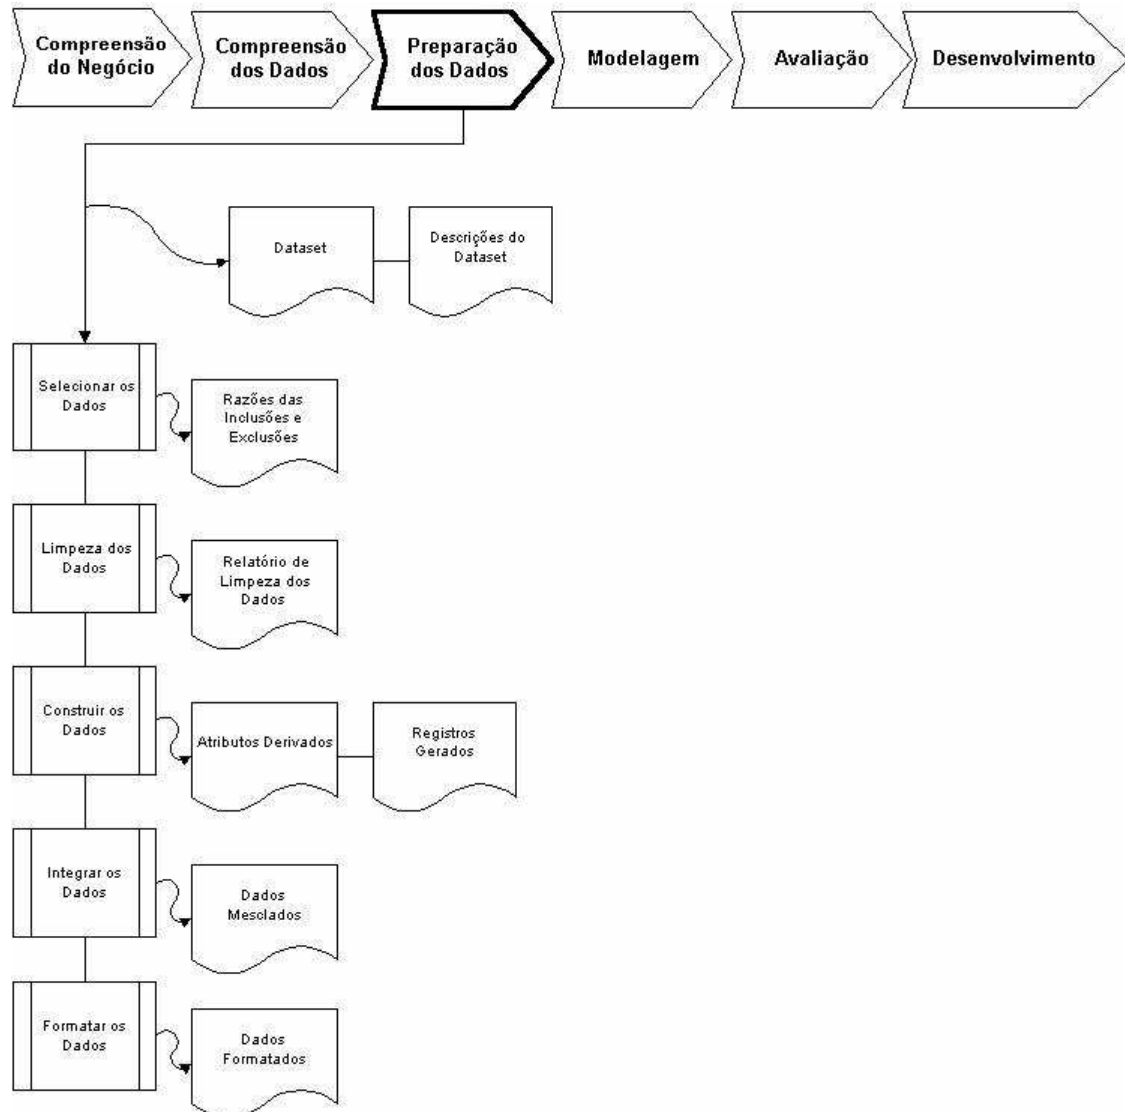 Compreensão
do Negócio
Compreensão
dos Dados
Preparação
dos Dados
Modelagem
Avaliação
Desenvolvimento
Dataset
Descrições do
Dataset
Selecionar os
Dados
Razões das
Inclusões e
Exclusões
Limpeza dos
Dados
Relatório de
Limpeza dos
Dados
Construir os
Dados
Atributos Derivados
Registros
Gerados
Integrar os
Dados
Dados
Mesclados
Formatar os
Dados
Dados
Formatados